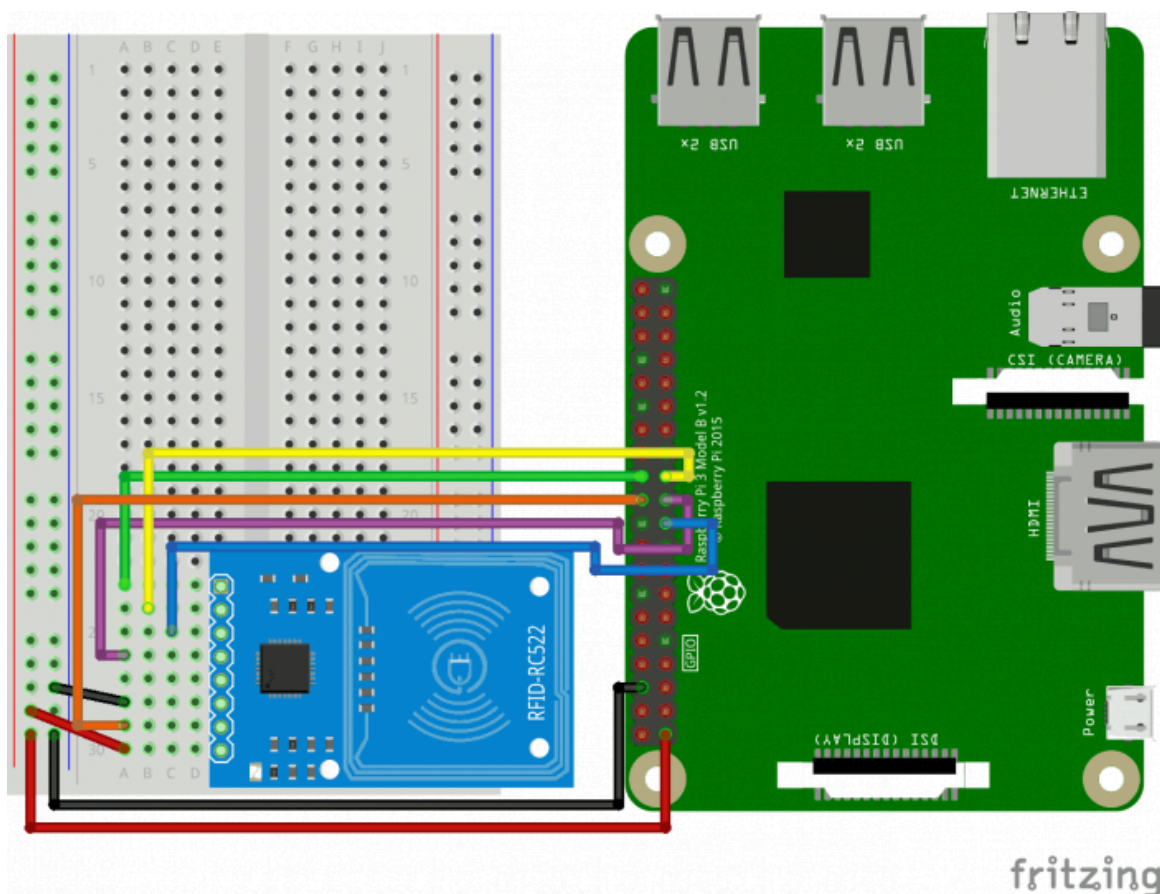 A B C D E
F G H I J
1
1
5
5
10
10
15
15
20
30
A B C D
USB 2x
USB 2x
ETHERNET
Audio
CSI (CAMERA)
HDMI
Raspberry Pi 3 Model B v1.2
© Raspberry Pi 2015
GPIO
RFID-RC522
Power
DSI (DISPLAY)
fritzing